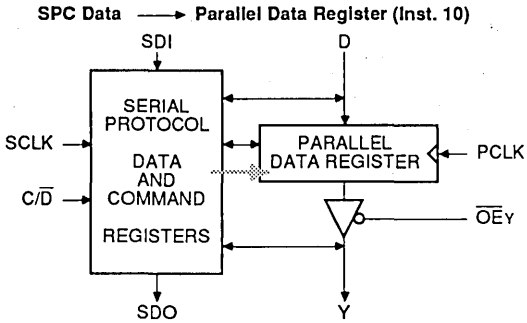 SPC Data → Parallel Data Register (Inst. 10)
SDI
D
SERIAL
PROTOCOL
DATA
AND
COMMAND
REGISTERS
SCLK
C/D̅
PARALLEL
DATA REGISTER
PCLK
O̅E̅Y
SDO
Y